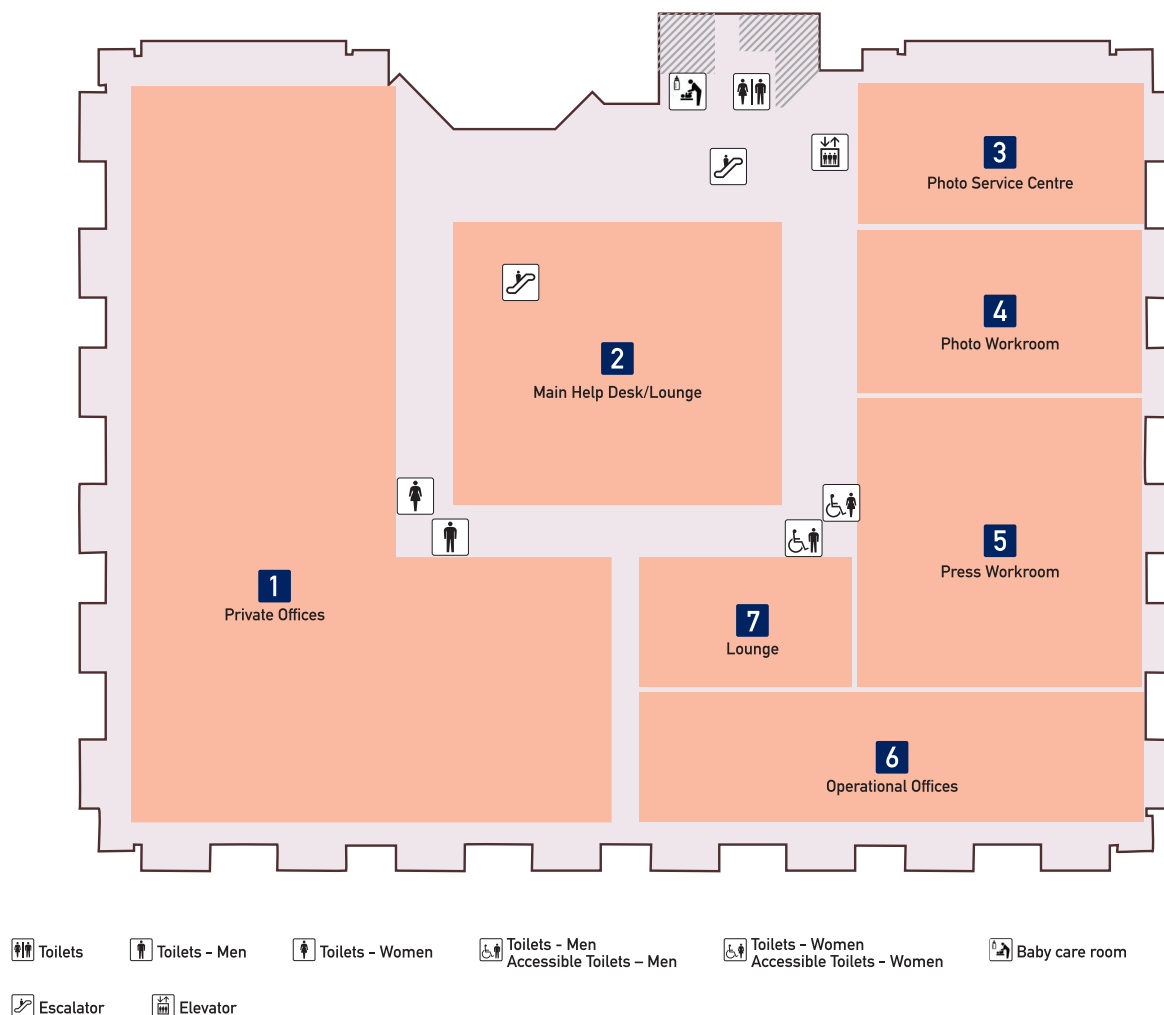 3
Photo Service Centre
4
Photo Workroom
2
Main Help Desk/Lounge
5
Press Workroom
1
Private Offices
7
Lounge
6
Operational Offices
Toilets
Toilets - Men
Toilets - Women
Toilets - Men
Accessible Toilets – Men
Toilets - Women
Accessible Toilets - Women
Baby care room
Escalator
Elevator